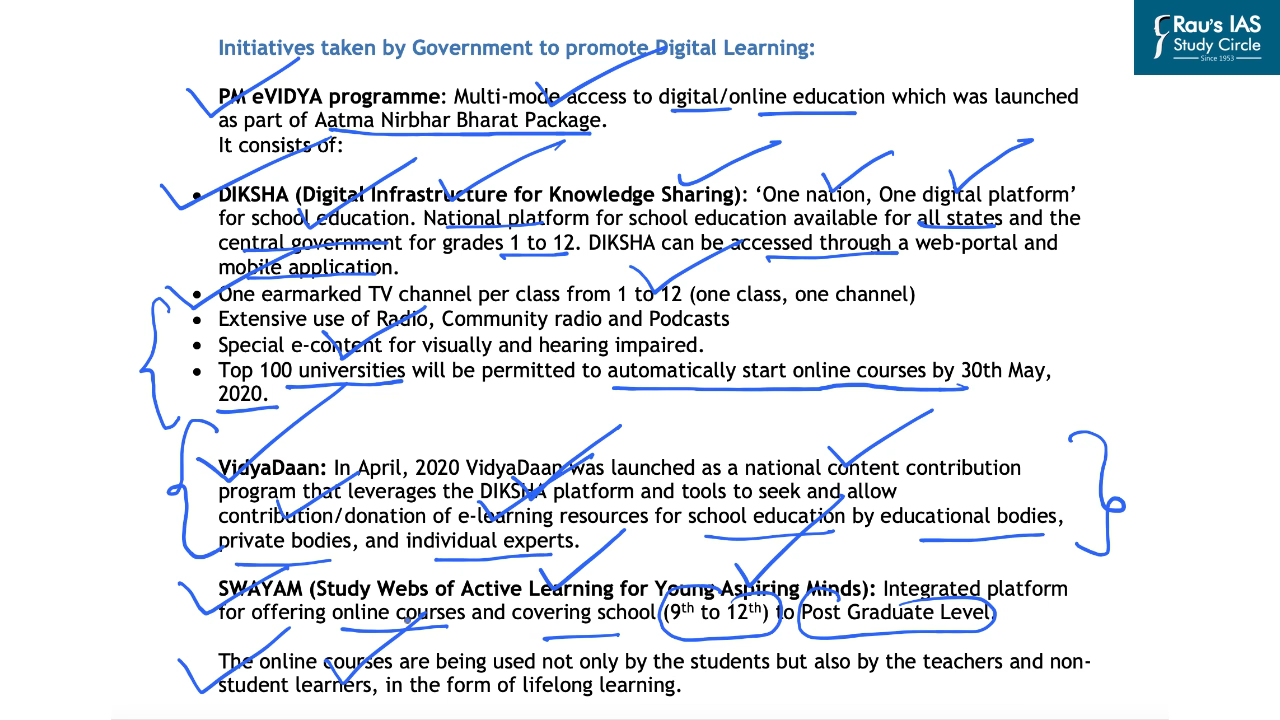 Rau's IAS
Study Circle
Since 1953
Initiatives taken by Government to promote Digital Learning:
PM eVIDYA programme: Multi-mode access to digital/online education which was launched
as part of Aatma Nirbhar Bharat Package.
It consists of:
• DIKSHA (Digital Infrastructure for Knowledge Sharing): ‘One nation, One digital platform’
for school education. National platform for school education available for all states and the
central government for grades 1 to 12. DIKSHA can be accessed through a web-portal and
mobile application.
• One earmarked TV channel per class from 1 to 12 (one class, one channel)
• Extensive use of Radio, Community radio and Podcasts
• Special e-content for visually and hearing impaired.
• Top 100 universities will be permitted to automatically start online courses by 30th May,
2020.
VidyaDaan: In April, 2020 VidyaDaan was launched as a national content contribution
program that leverages the DIKSHA platform and tools to seek and allow
contribution/donation of e-learning resources for school education by educational bodies,
private bodies, and individual experts.
SWAYAM (Study Webs of Active Learning for Young Aspiring Minds): Integrated platform
for offering online courses and covering school (9th to 12th) to Post Graduate Level.
The online courses are being used not only by the students but also by the teachers and non-
student learners, in the form of lifelong learning.